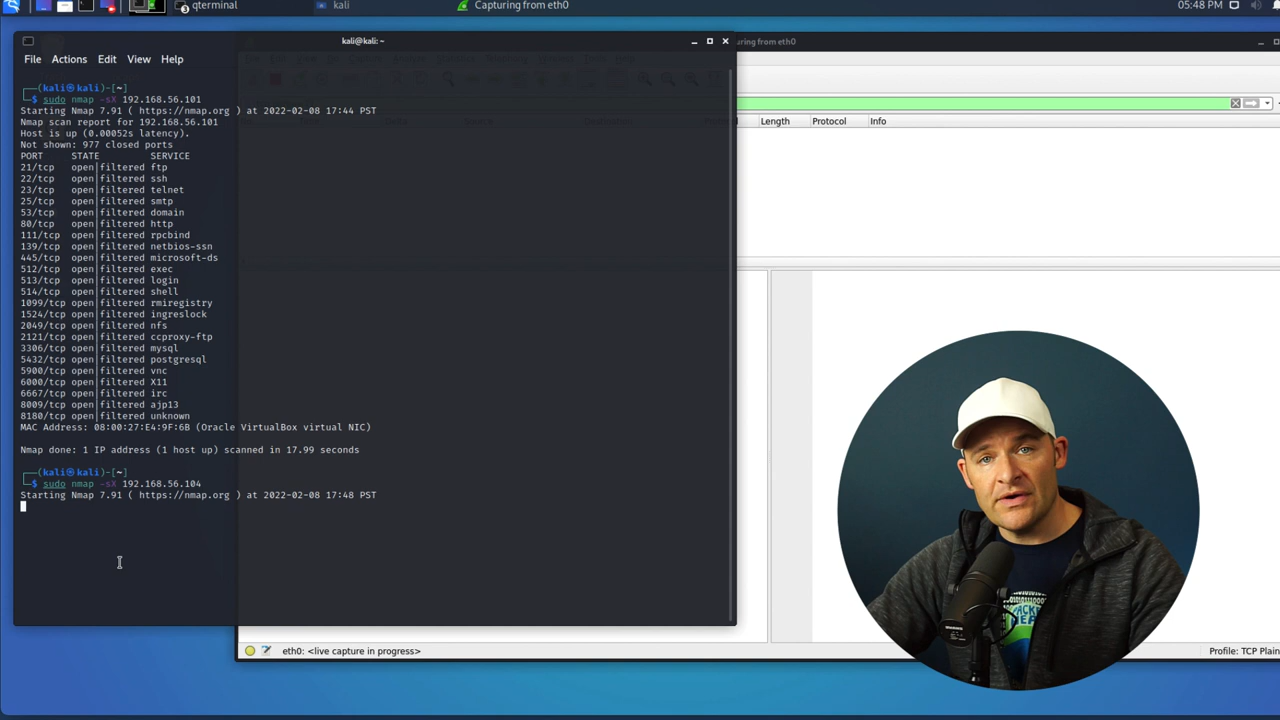 qterminal
kali
Capturing from eth0
05:48 PM
kali@kali: ~
File Actions Edit View Help
(kali㉿kali)-[~]
$ sudo nmap -sX 192.168.56.101
Starting Nmap 7.91 ( https://nmap.org ) at 2022-02-08 17:44 PST
Nmap scan report for 192.168.56.101
Host is up (0.00052s latency).
Not shown: 977 closed ports
PORT STATE SERVICE
21/tcp open|filtered ftp
22/tcp open|filtered ssh
23/tcp open|filtered telnet
25/tcp open|filtered smtp
53/tcp open|filtered domain
80/tcp open|filtered http
111/tcp open|filtered rpcbind
139/tcp open|filtered netbios-ssn
445/tcp open|filtered microsoft-ds
512/tcp open|filtered exec
513/tcp open|filtered login
514/tcp open|filtered shell
1099/tcp open|filtered rmiregistry
1524/tcp open|filtered ingreslock
2049/tcp open|filtered nfs
2121/tcp open|filtered ccproxy-ftp
3306/tcp open|filtered mysql
5432/tcp open|filtered postgresql
5900/tcp open|filtered vnc
6000/tcp open|filtered X11
6667/tcp open|filtered irc
8009/tcp open|filtered ajp13
8180/tcp open|filtered unknown
MAC Address: 08:00:27:E4:9F:6B (Oracle VirtualBox virtual NIC)
Nmap done: 1 IP address (1 host up) scanned in 17.99 seconds
(kali㉿kali)-[~]
$ sudo nmap -sX 192.168.56.104
Starting Nmap 7.91 ( https://nmap.org ) at 2022-02-08 17:48 PST
uring from eth0
Length Protocol Info
eth0: <live capture in progress>
Profile: TCP Plain